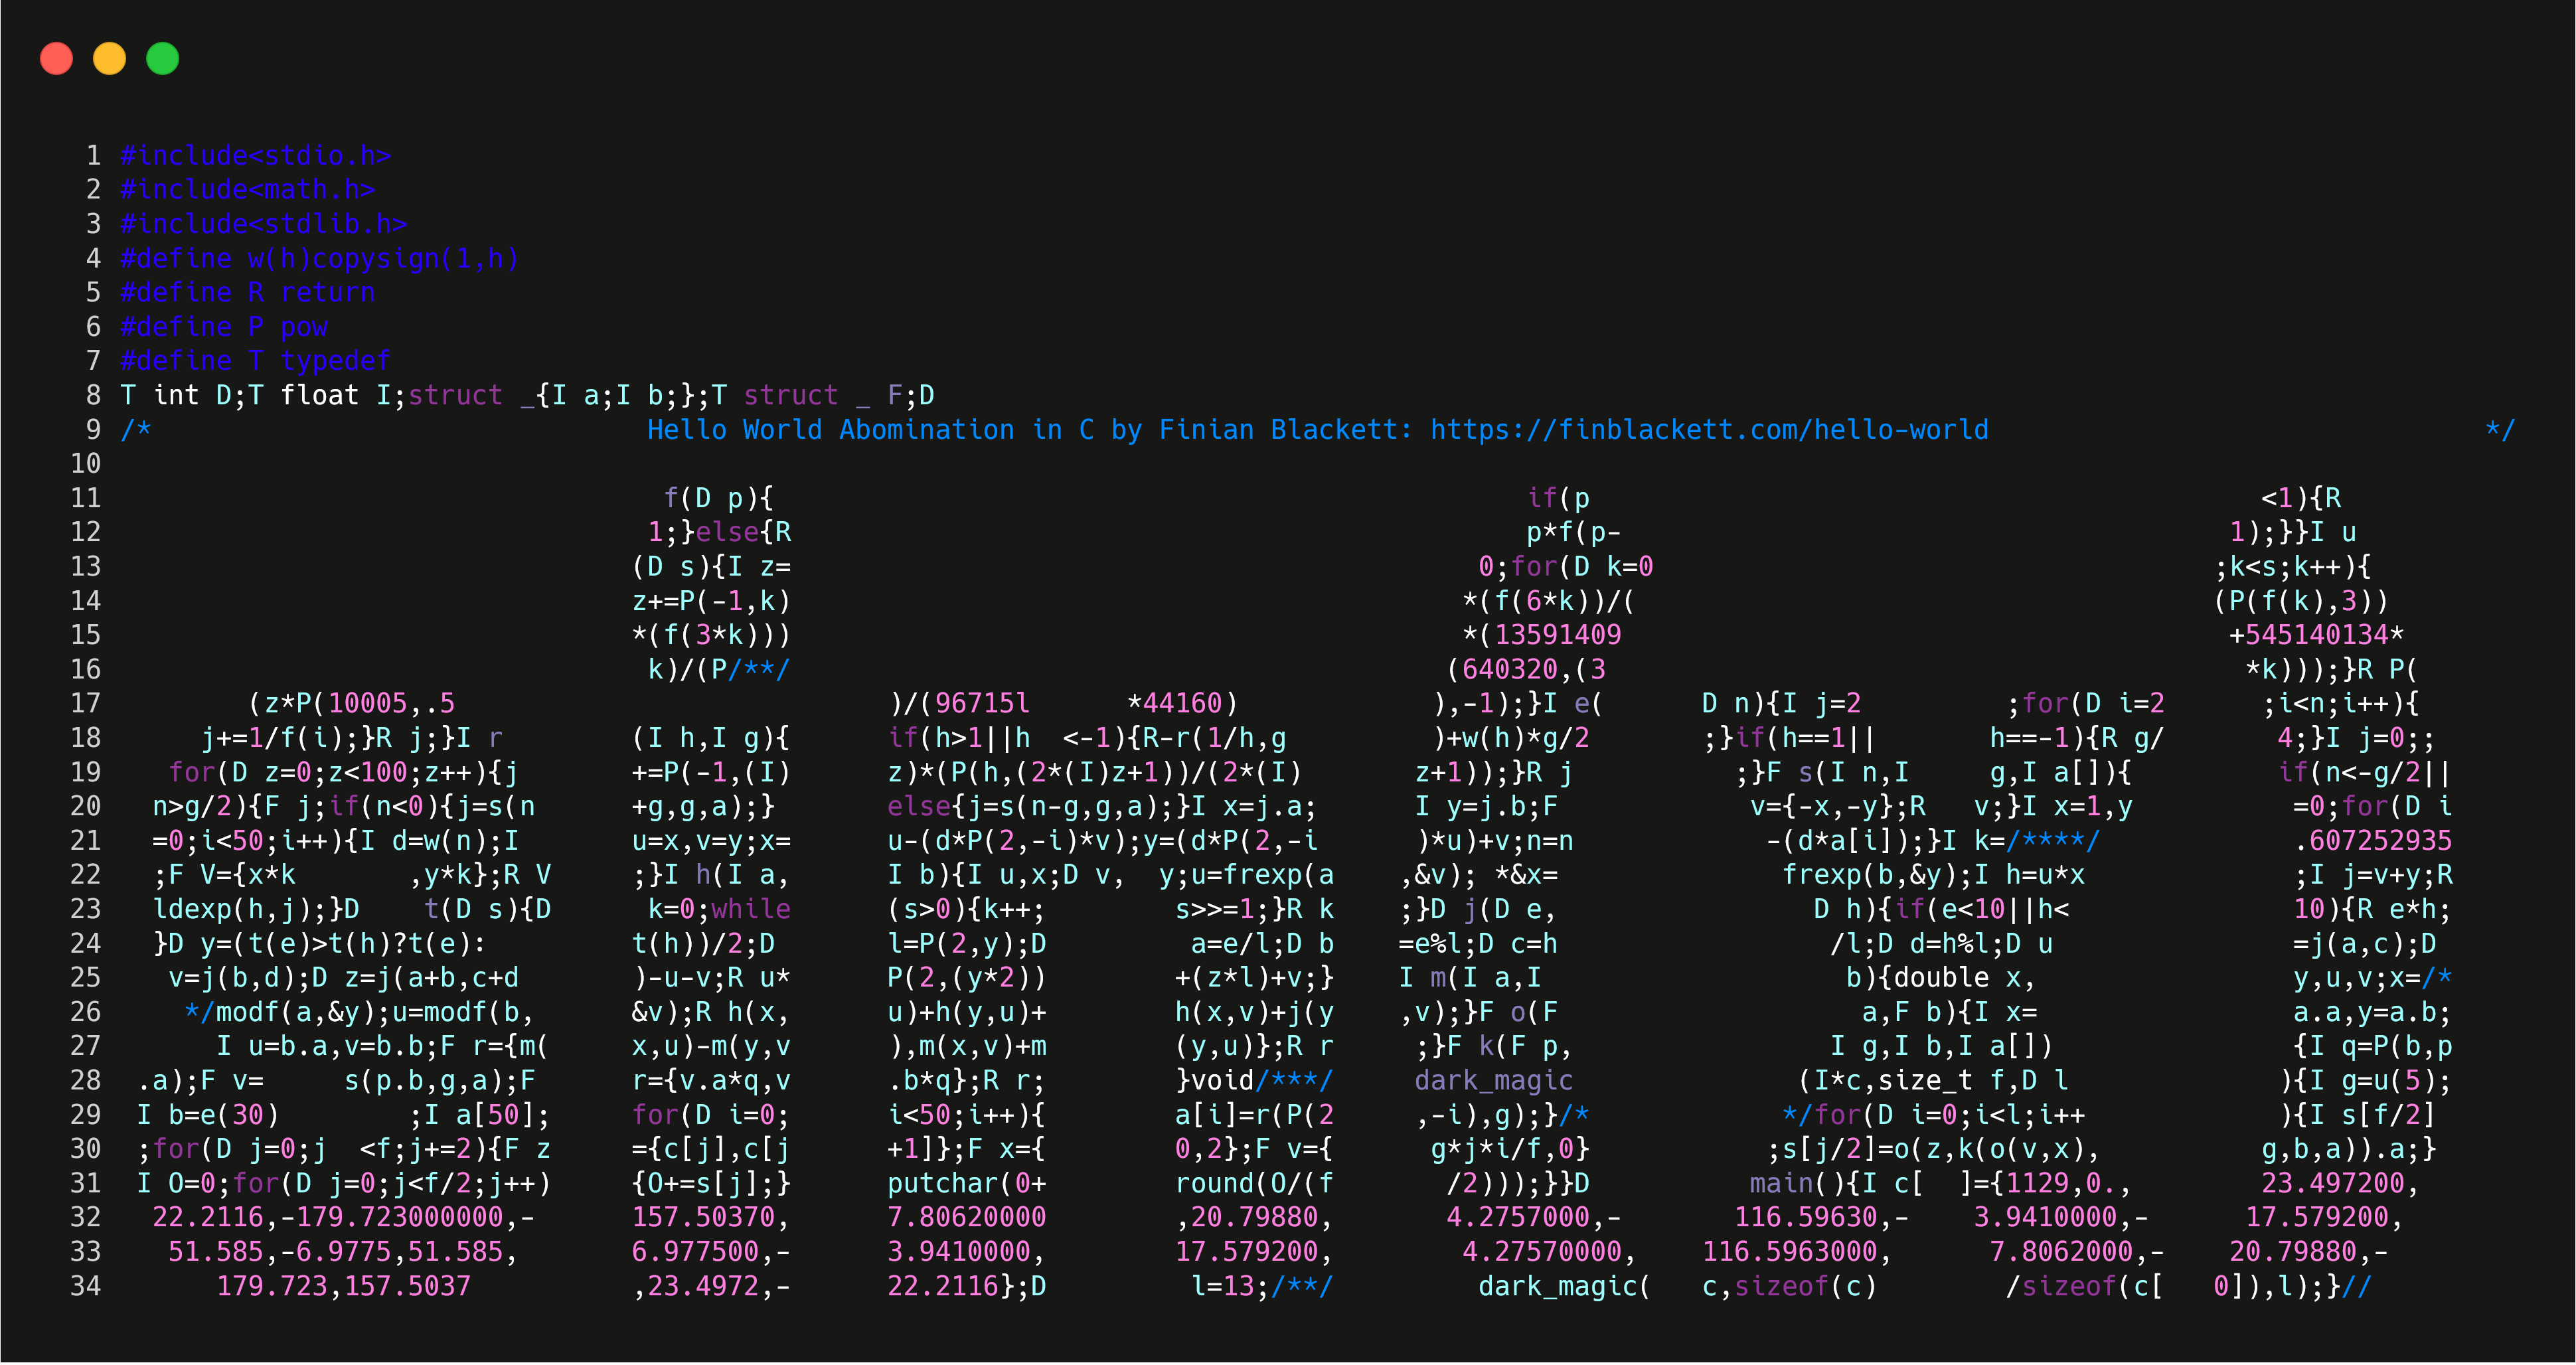 1 #include<stdio.h>
2 #include<math.h>
3 #include<stdlib.h>
4 #define w(h)copysign(1,h)
5 #define R return
6 #define P pow
7 #define T typedef
8 T int D;T float I;struct _{I a;I b;};T struct _ F;D
9 /* Hello World Abomination in C by Finian Blackett: https://finblackett.com/hello-world */
10
11 f(D p){ if(p <1){R
12 1;}else{R p*f(p- 1);}}I u
13 (D s){I z= 0;for(D k=0 ;k<s;k++){
14 z+=P(-1,k) *(f(6*k))/( (P(f(k),3))
15 *(f(3*k))) *(13591409 +545140134*
16 k)/(P/**/ (640320,(3 *k)));}R P(
17 (z*P(10005,.5 )/(96715l *44160) ),-1);}I e( D n){I j=2 ;for(D i=2 ;i<n;i++){
18 j+=1/f(i);}R j;}I r (I h,I g){ if(h>1||h <-1){R-r(1/h,g )+w(h)*g/2 ;}if(h==1|| h==-1){R g/ 4;}I j=0;;
19 for(D z=0;z<100;z++){j +=P(-1,(I) z)*(P(h,(2*(I)z+1))/(2*(I) z+1));}R j ;}F s(I n,I g,I a[]){ if(n<-g/2||
20 n>g/2){F j;if(n<0){j=s(n +g,g,a);} else{j=s(n-g,g,a);}I x=j.a; I y=j.b;F v={-x,-y};R v;}I x=1,y =0;for(D i
21 =0;i<50;i++){I d=w(n);I u=x,v=y;x= u-(d*P(2,-i)*v);y=(d*P(2,-i )*u)+v;n=n -(d*a[i]);}I k=/****/ .607252935
22 ;F V={x*k ,y*k};R V ;}I h(I a, I b){I u,x;D v, y;u=frexp(a ,&v); *&x= frexp(b,&y);I h=u*x ;I j=v+y;R
23 ldexp(h,j);}D t(D s){D k=0;while (s>0){k++; s>>=1;}R k ;}D j(D e, D h){if(e<10||h< 10){R e*h;
24 }D y=(t(e)>t(h)?t(e): t(h))/2;D l=P(2,y);D a=e/l;D b =e%l;D c=h /l;D d=h%l;D u =j(a,c);D
25 v=j(b,d);D z=j(a+b,c+d )-u-v;R u* P(2,(y*2)) +(z*l)+v;} I m(I a,I b){double x, y,u,v;x=/*
26 */modf(a,&y);u=modf(b, &v);R h(x, u)+h(y,u)+ h(x,v)+j(y ,v);}F o(F a,F b){I x= a.a,y=a.b;
27 I u=b.a,v=b.b;F r={m( x,u)-m(y,v ),m(x,v)+m (y,u)};R r ;}F k(F p, I g,I b,I a[]) {I q=P(b,p
28 .a);F v= s(p.b,g,a);F r={v.a*q,v .b*q};R r; }void/***/ dark_magic (I*c,size_t f,D l ){I g=u(5);
29 I b=e(30) ;I a[50]; for(D i=0; i<50;i++){ a[i]=r(P(2 ,-i),g);}/* */for(D i=0;i<l;i++ ){I s[f/2]
30 ;for(D j=0;j <f;j+=2){F z ={c[j],c[j +1]};F x={ 0,2};F v={ g*j*i/f,0} ;s[j/2]=o(z,k(o(v,x), g,b,a)).a;}
31 I O=0;for(D j=0;j<f/2;j++) {O+=s[j];} putchar(0+ round(O/(f /2)));}}D main(){I c[ ]={1129,0., 23.497200,
32 22.2116,-179.723000000,- 157.50370, 7.80620000 ,20.79880, 4.2757000,- 116.59630,- 3.9410000,- 17.579200,
33 51.585,-6.9775,51.585, 6.977500,- 3.9410000, 17.579200, 4.27570000, 116.5963000, 7.8062000,- 20.79880,-
34 179.723,157.5037 ,23.4972,- 22.2116};D l=13;/**/ dark_magic( c,sizeof(c) /sizeof(c[ 0]),l);}//